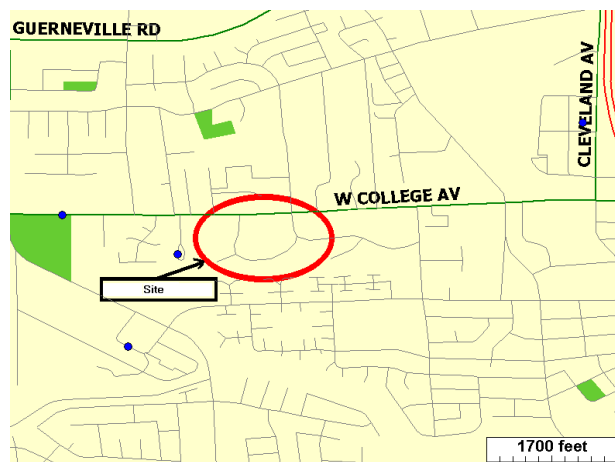 GUERNEVILLE RD
CLEVELAND AV
W COLLEGE AV
Site
1700 feet